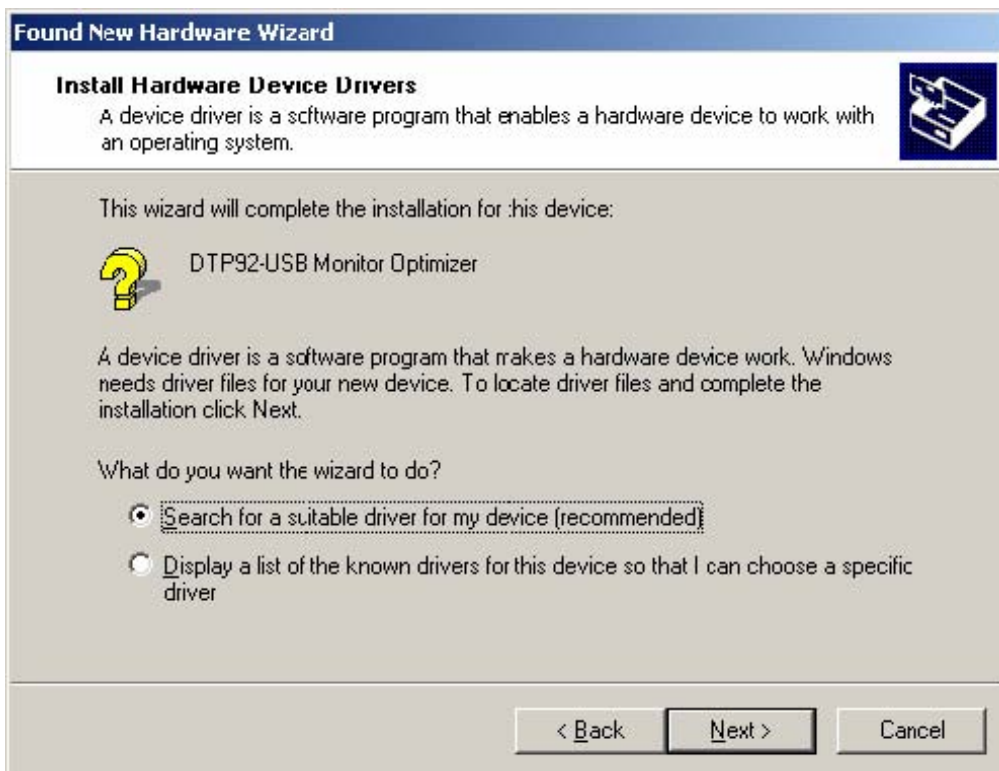 Found New Hardware Wizard
Install Hardware Device Drivers
A device driver is a software program that enables a hardware device to work with
an operating system.
This wizard will complete the installation for this device:
DTP92-USB Monitor Optimizer
A device driver is a software program that makes a hardware device work. Windows
needs driver files for your new device. To locate driver files and complete the
installation click Next.
What do you want the wizard to do?
Search for a suitable driver for my device (recommended)
Display a list of the known drivers for this device so that I can choose a specific
driver
< Back
Next >
Cancel